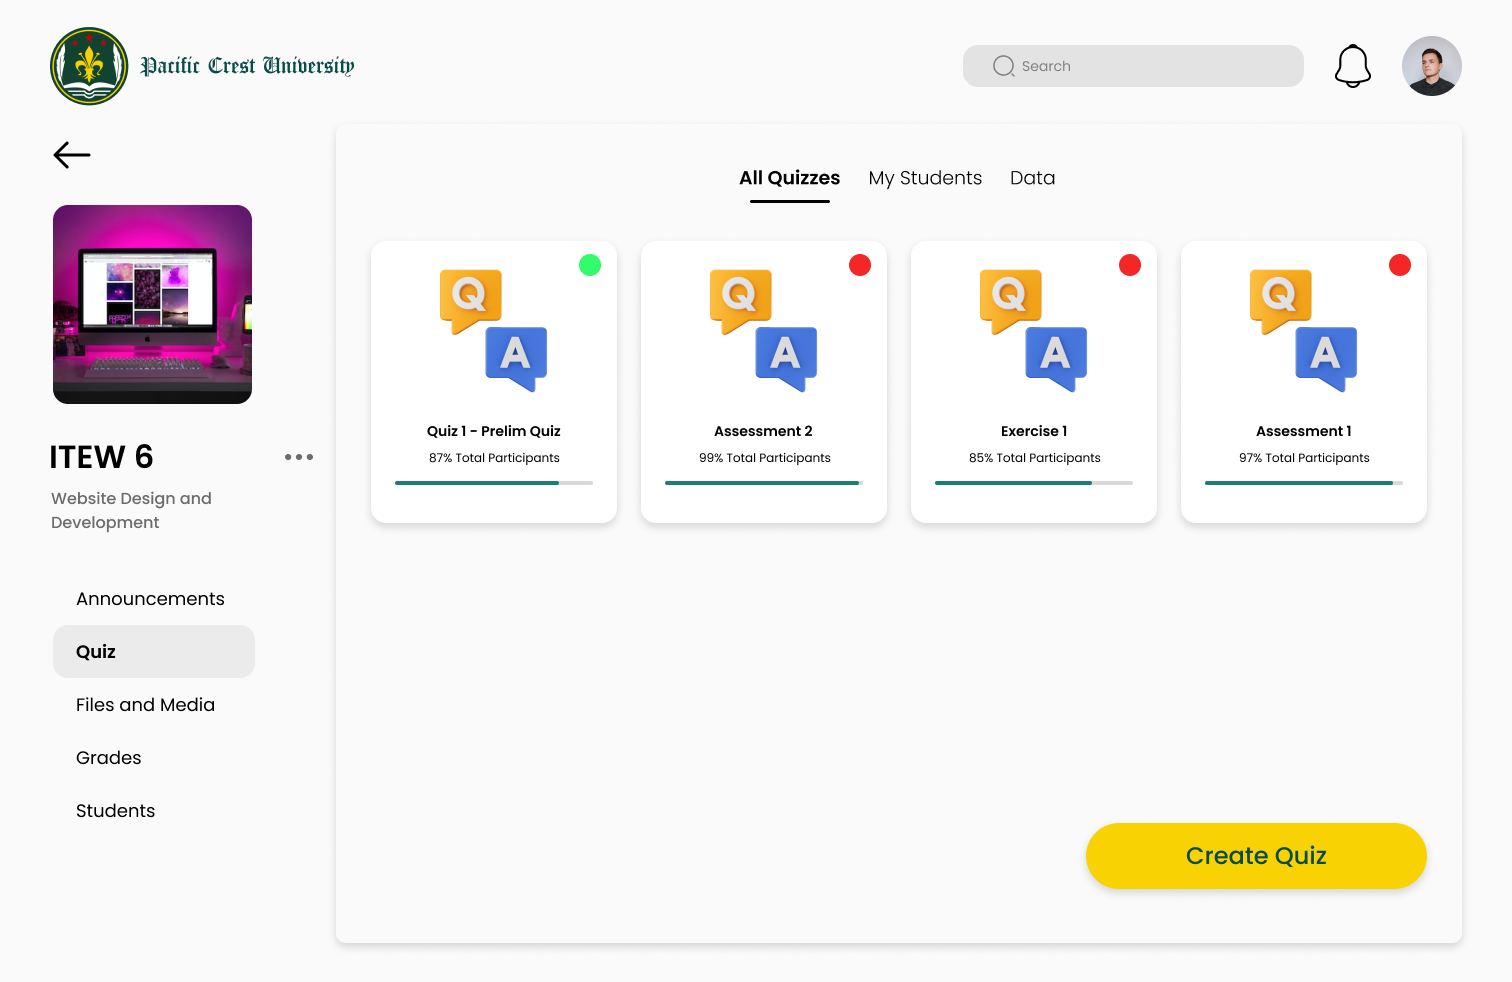 Pacific Crest University
Search
All Quizzes
My Students
Data
Q
A
Quiz 1 - Prelim Quiz
87% Total Participants
Q
A
Assessment 2
99% Total Participants
Q
A
Exercise 1
85% Total Participants
Q
A
Assessment 1
97% Total Participants
ITEW 6
Website Design and
Development
Announcements
Quiz
Files and Media
Grades
Students
Create Quiz